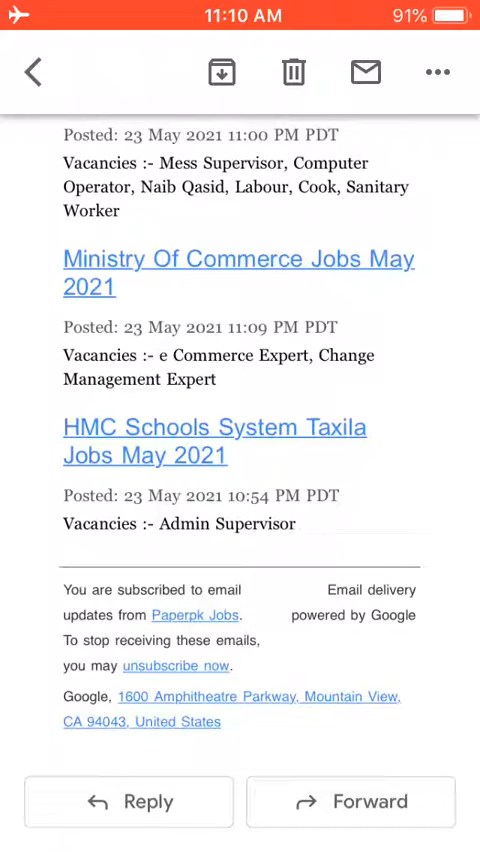 11:10 AM
91%
Posted: 23 May 2021 11:00 PM PDT
Vacancies :- Mess Supervisor, Computer
Operator, Naib Qasid, Labour, Cook, Sanitary
Worker
Ministry Of Commerce Jobs May
2021
Posted: 23 May 2021 11:09 PM PDT
Vacancies :- e Commerce Expert, Change
Management Expert
HMC Schools System Taxila
Jobs May 2021
Posted: 23 May 2021 10:54 PM PDT
Vacancies :- Admin Supervisor
You are subscribed to email
updates from Paperpk Jobs.
To stop receiving these emails,
you may unsubscribe now.
Email delivery
powered by Google
Google, 1600 Amphitheatre Parkway, Mountain View,
CA 94043, United States
Reply
Forward